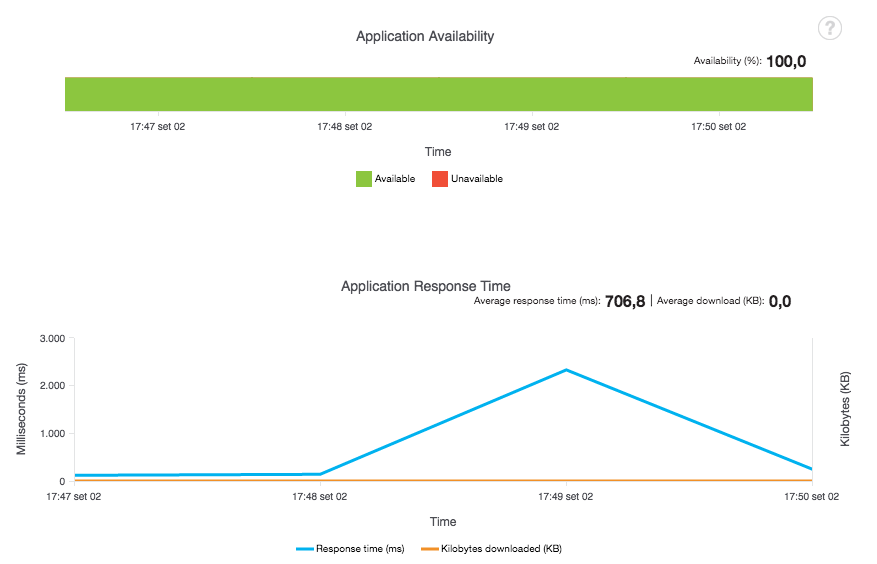 Application Availability
?
Availability (%): 100,0
17:47 set 02 17:48 set 02 17:49 set 02 17:50 set 02
Time
Available Unavailable
Application Response Time
Average response time (ms): 706,8 | Average download (KB): 0,0
Milliseconds (ms)
3.000
2.000
1.000
0
Kilobytes (KB)
17:47 set 02 17:48 set 02 17:49 set 02 17:50 set 02
Time
Response time (ms) Kilobytes downloaded (KB)